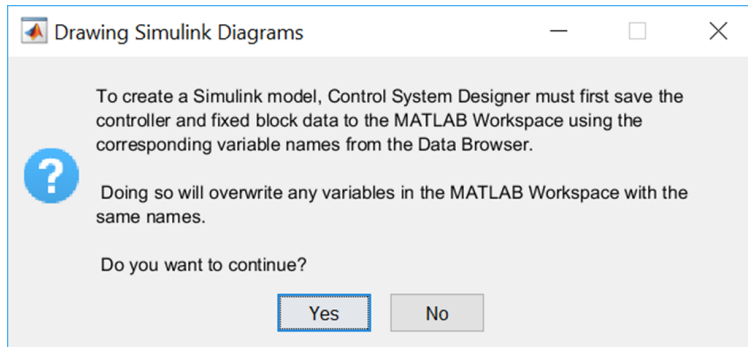 Drawing Simulink Diagrams
To create a Simulink model, Control System Designer must first save the
controller and fixed block data to the MATLAB Workspace using the
corresponding variable names from the Data Browser.
Doing so will overwrite any variables in the MATLAB Workspace with the
same names.
Do you want to continue?
Yes No